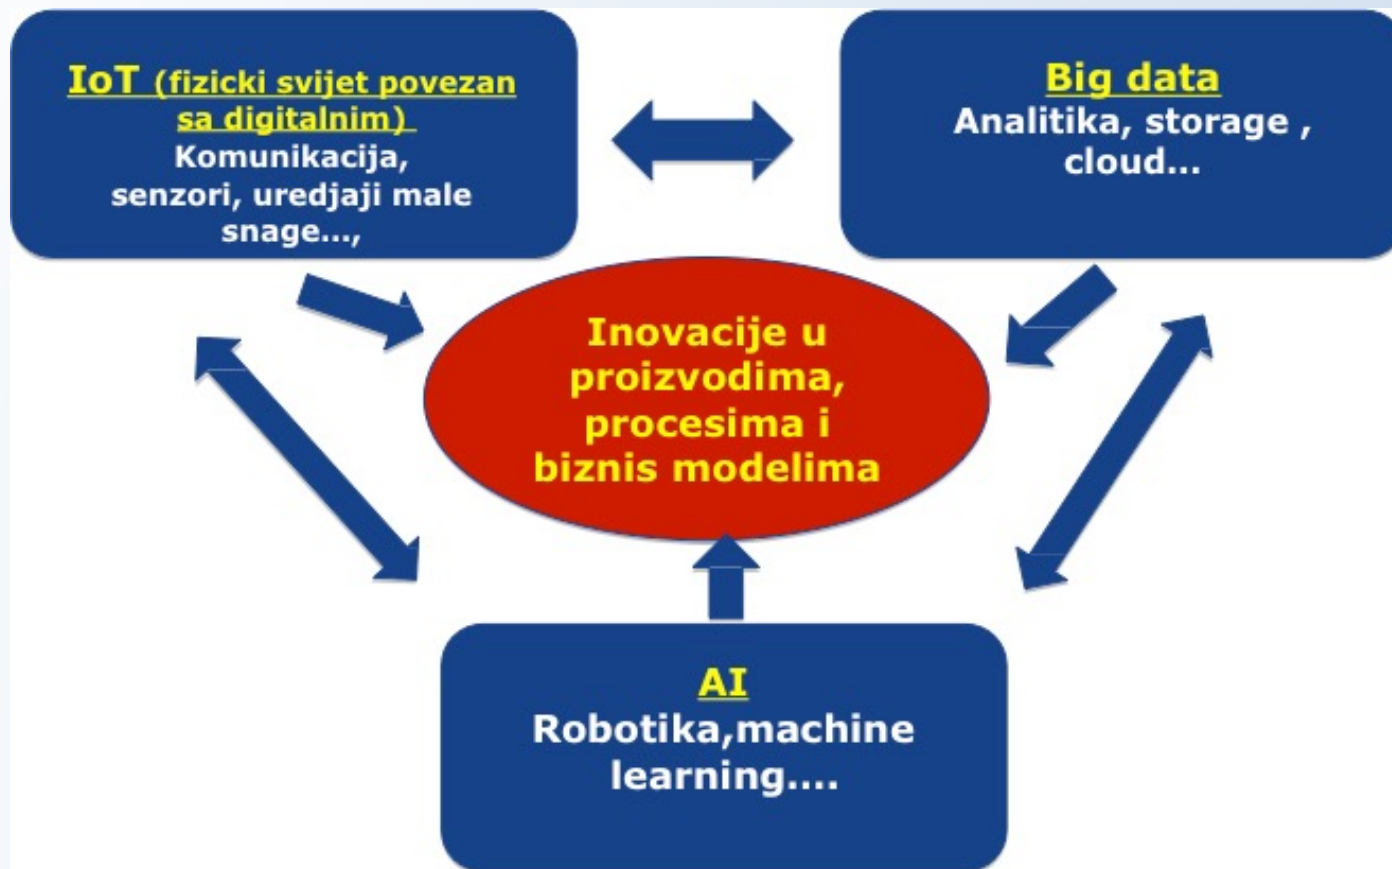 IoT (fizicki svijet povezan
sa digitalnim)
Komunikacija,
senzori, uredjaji male
snage...,
Big data
Analitika, storage ,
cloud...
Inovacije u
proizvodima,
procesima i
biznis modelima
AI
Robotika,machine
learning....